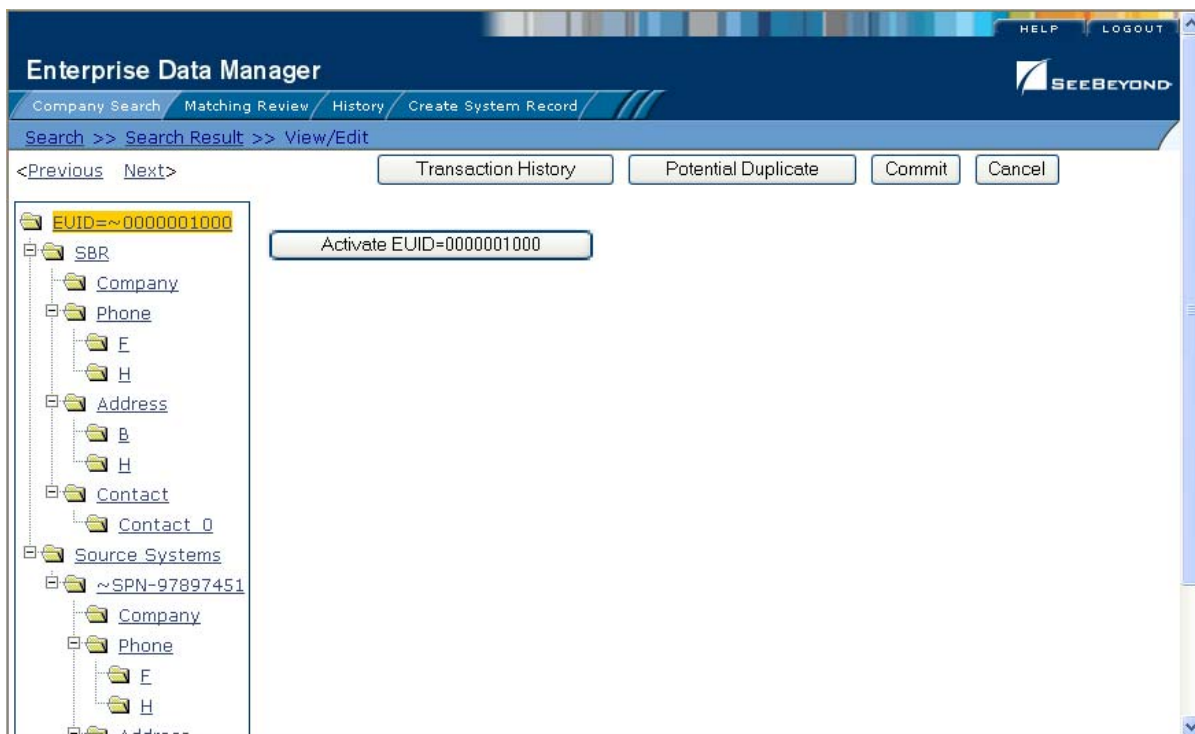 HELP LOGOUT
Enterprise Data Manager
SEEBEYOND
Company Search Matching Review History Create System Record
Search >> Search Result >> View/Edit
<Previous Next> Transaction History Potential Duplicate Commit Cancel
EUID=~0000001000
Activate EUID=0000001000
SBR
Company
Phone
F
H
Address
B
H
Contact
Contact_0
Source Systems
~SPN-97897451
Company
Phone
F
H
Address